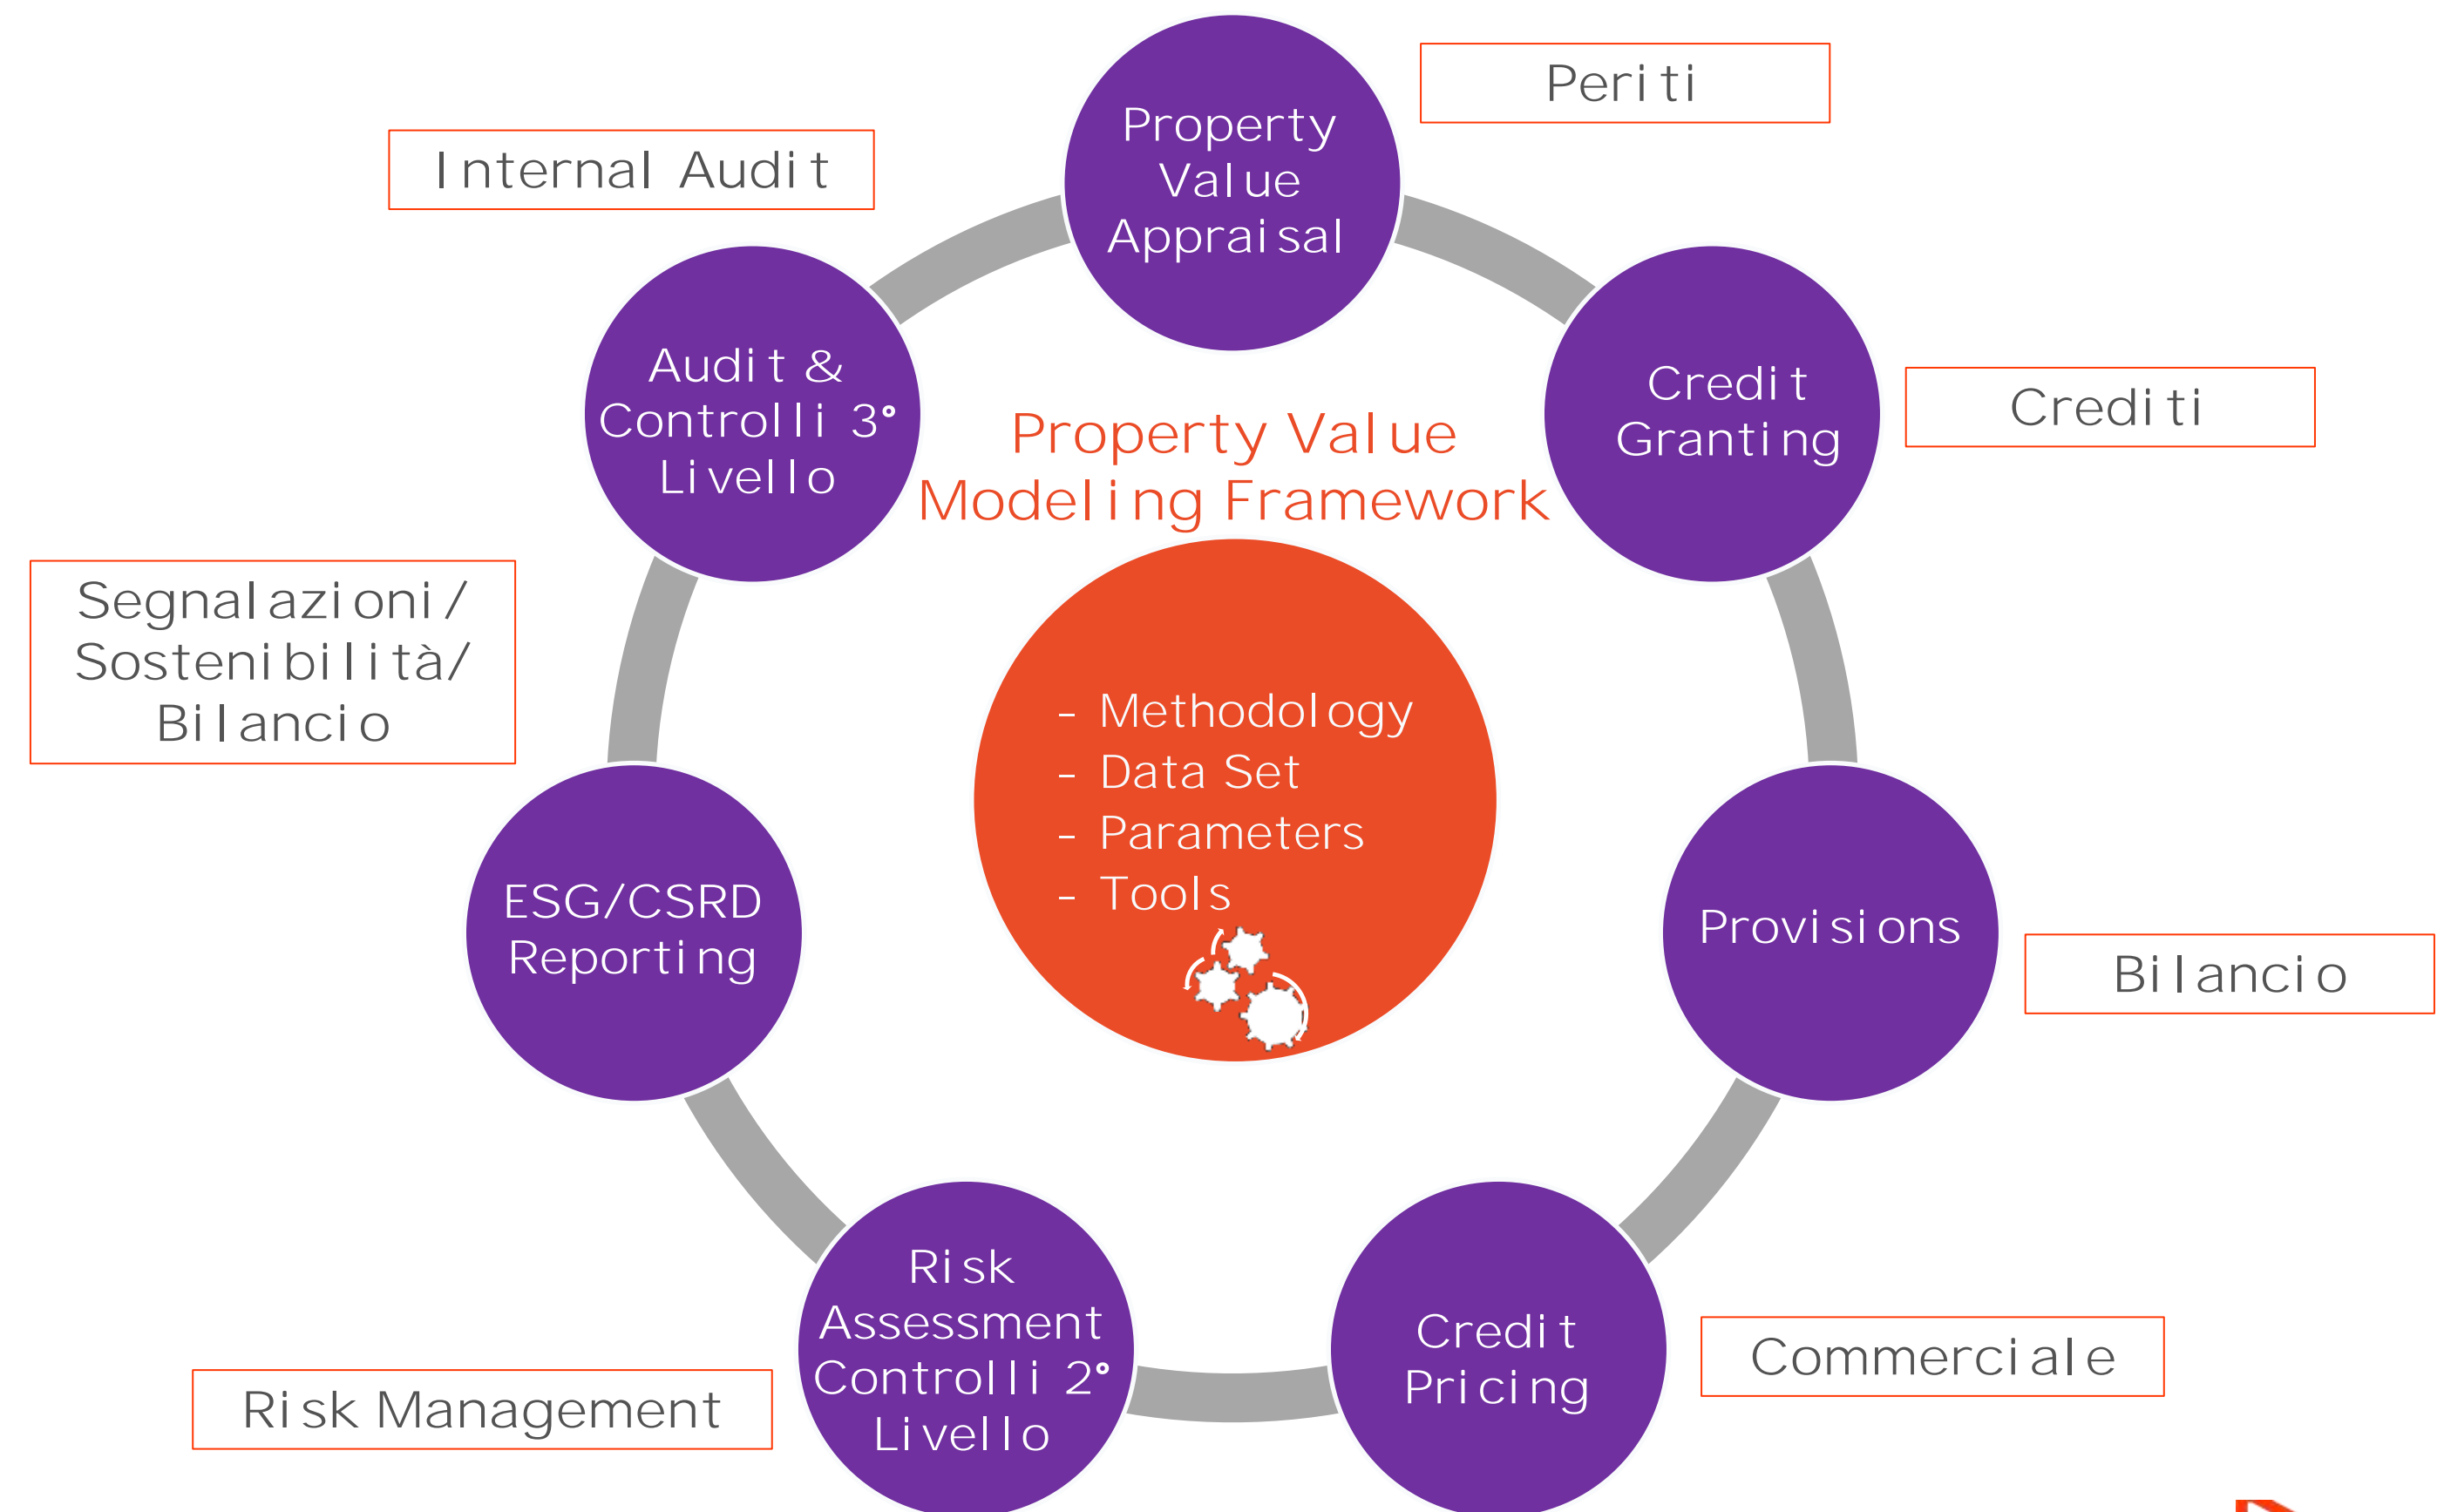 Periti
Property
Value
Appraisal
Internal Audit
Audit &
Controlli 3°
Livello
Credit
Granting
Crediti
Property Value
Modeling Framework
Segnalazioni/
Sostenibilità/
Bilancio
- Methodology
- Data Set
- Parameters
- Tools
ESG/CSRD
Reporting
Provisions
Bilancio
Risk
Assessment
Controlli 2°
Livello
Credit
Pricing
Commerciale
Risk Management